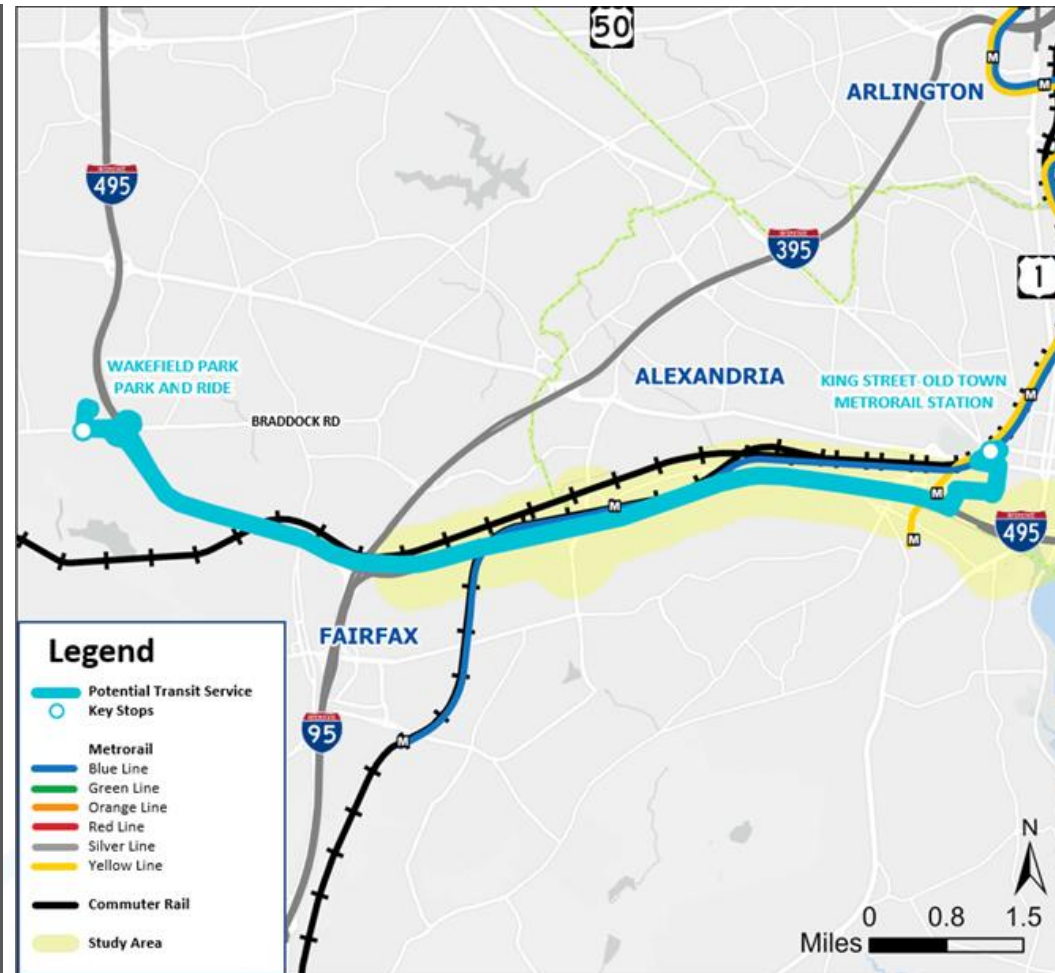 50
ARLINGTON
495
395
1
WAKEFIELD PARK
PARK AND RIDE
ALEXANDRIA
KING STREET-OLD TOWN
METRORAIL STATION
BRADDOCK RD
M
M
M
M
M
M
M
495
FAIRFAX
95
Legend
Potential Transit Service
Key Stops
Metrorail
Blue Line
Green Line
Orange Line
Red Line
Silver Line
Yellow Line
Commuter Rail
Study Area
N
0 0.8 1.5
Miles